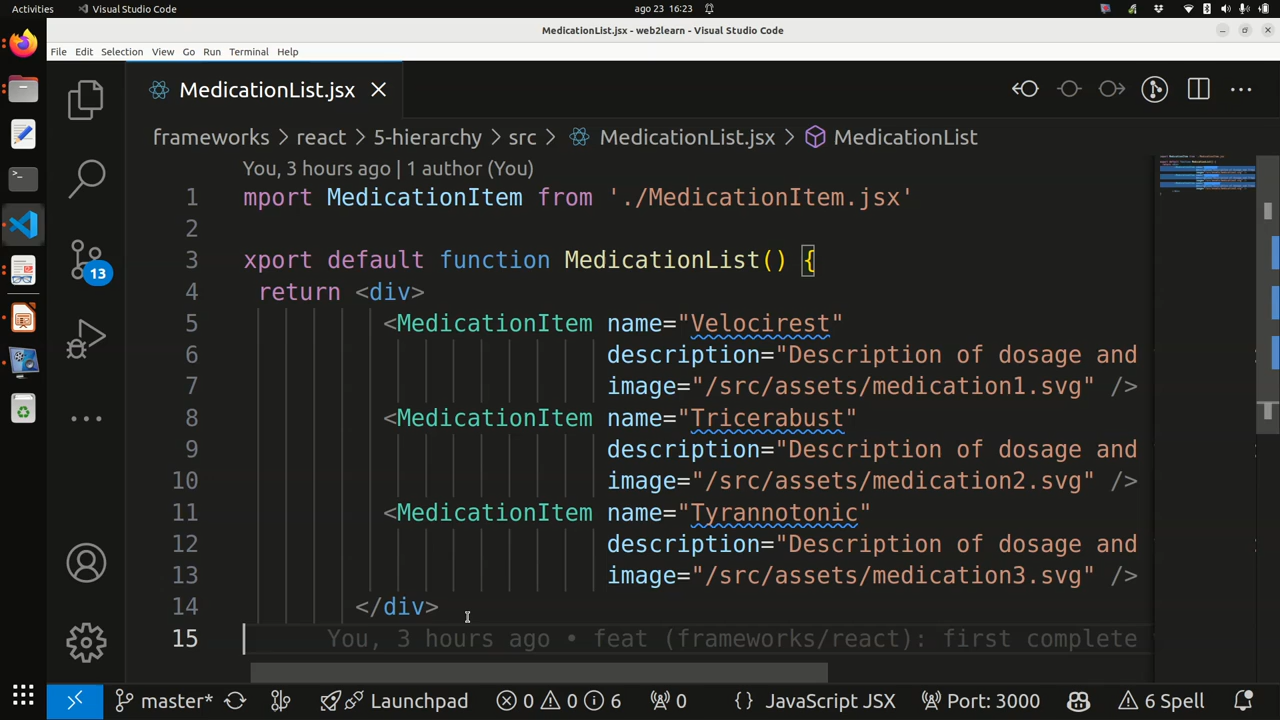 Activities
Visual Studio Code
ago 23 16:23
MedicationList.jsx - web2learn - Visual Studio Code
File Edit Selection View Go Run Terminal Help
MedicationList.jsx
frameworks > react > 5-hierarchy > src > MedicationList.jsx > MedicationList
You, 3 hours ago | 1 author (You)
1 mport MedicationItem from './MedicationItem.jsx'
2
3 xport default function MedicationList() {
4 return <div>
5 <MedicationItem name="Velocirest"
6 description="Description of dosage and
7 image="/src/assets/medication1.svg" />
8 <MedicationItem name="Tricerabust"
9 description="Description of dosage and
10 image="/src/assets/medication2.svg" />
11 <MedicationItem name="Tyrannotonic"
12 description="Description of dosage and
13 image="/src/assets/medication3.svg" />
14 </div>
15 You, 3 hours ago • feat (frameworks/react): first complete
13
master* Launchpad 0 0 6 0 {} JavaScript JSX Port: 3000 6 Spell